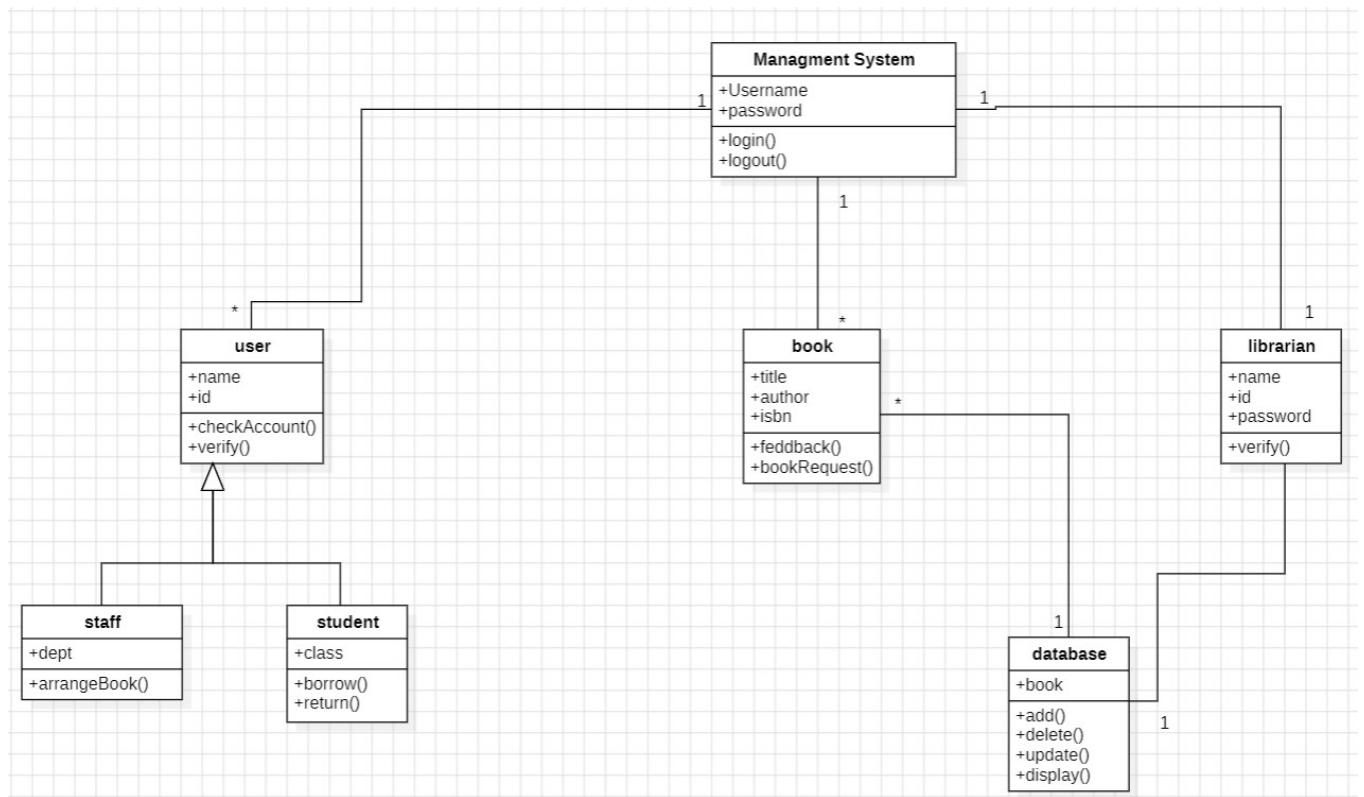 Managment System
+Username
+password
+login()
+logout()
1
1
1
*
user
+name
+id
+checkAccount()
+verify()
*
book
+title
+author
+isbn
+feddback()
+bookRequest()
*
1
librarian
+name
+id
+password
+verify()
staff
+dept
+arrangeBook()
student
+class
+borrow()
+return()
1
database
+book
+add()
+delete()
+update()
+display()
1